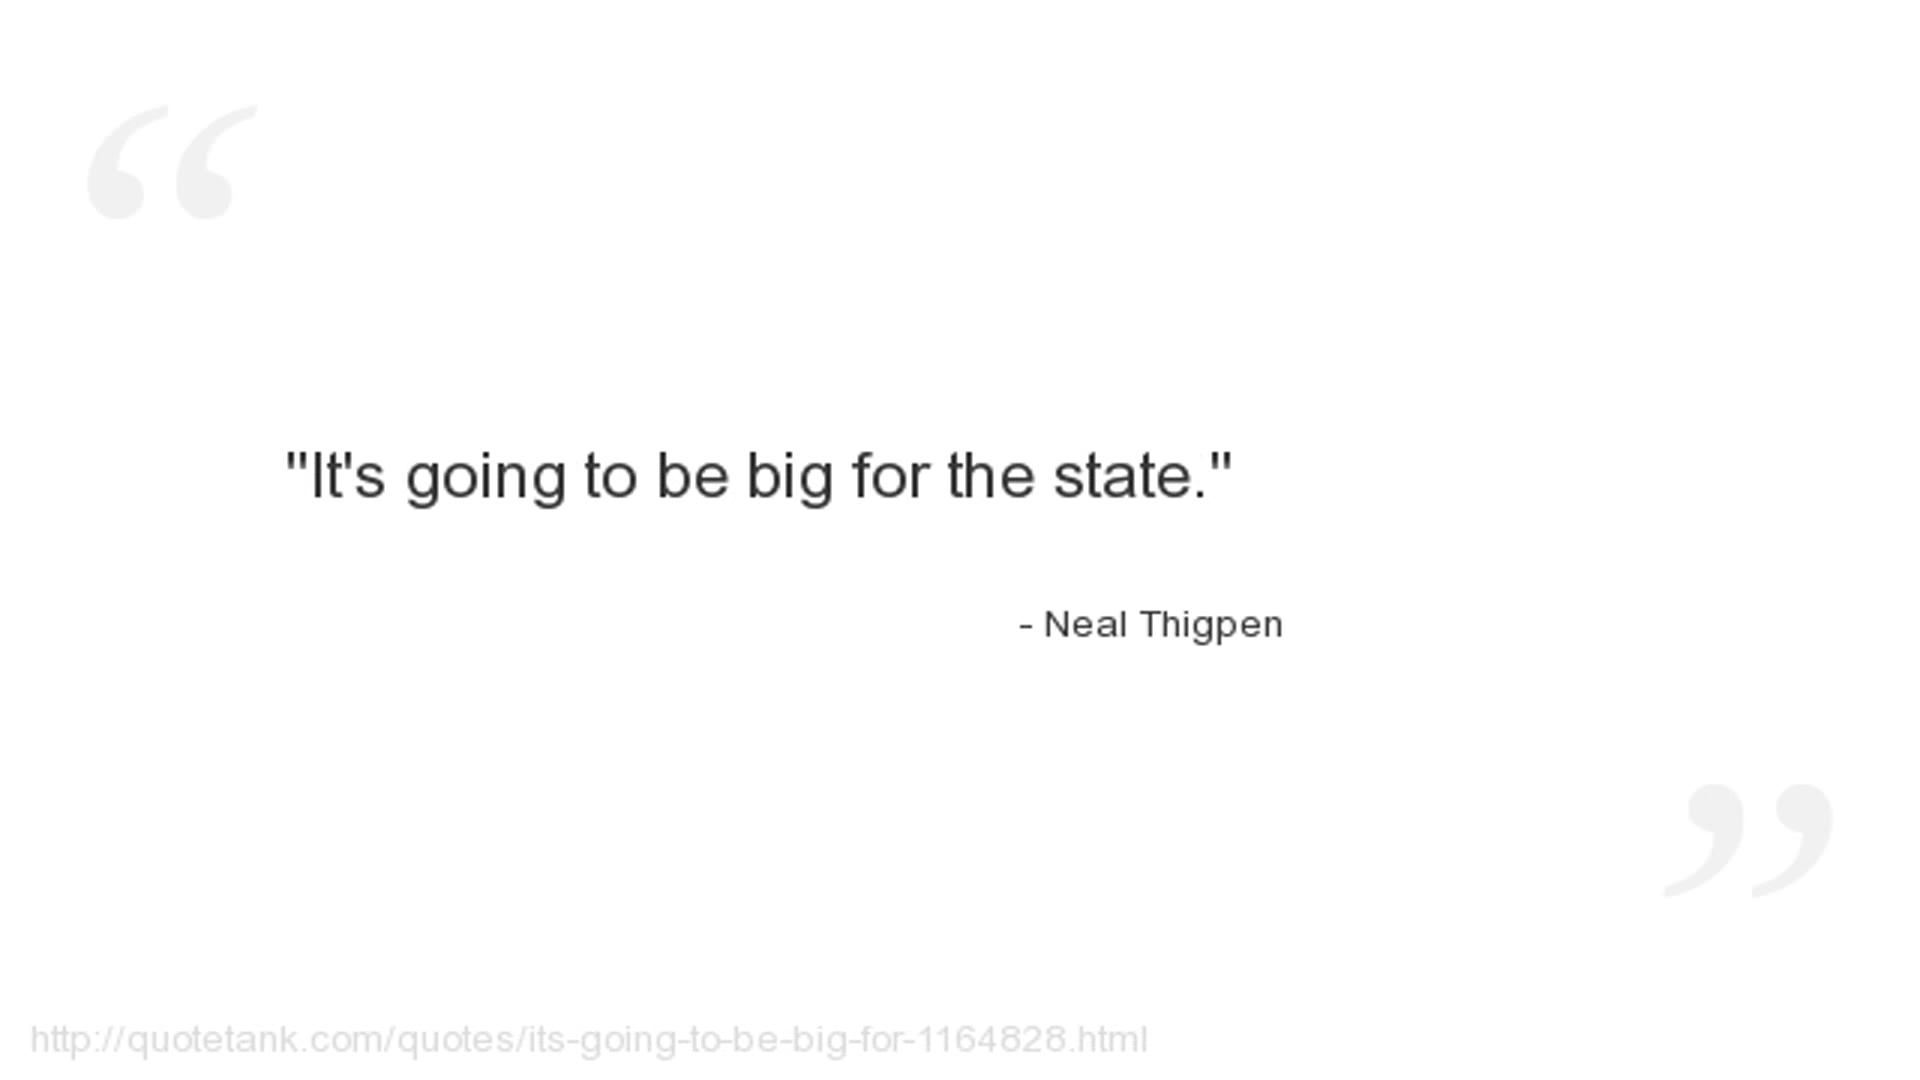 "It's going to be big for the state."
- Neal Thigpen
http://quotetank.com/quotes/its-going-to-be-big-for-1164828.html